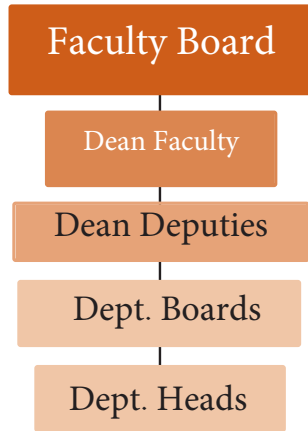 Faculty Board
Dean Faculty
Dean Deputies
Dept. Boards
Dept. Heads